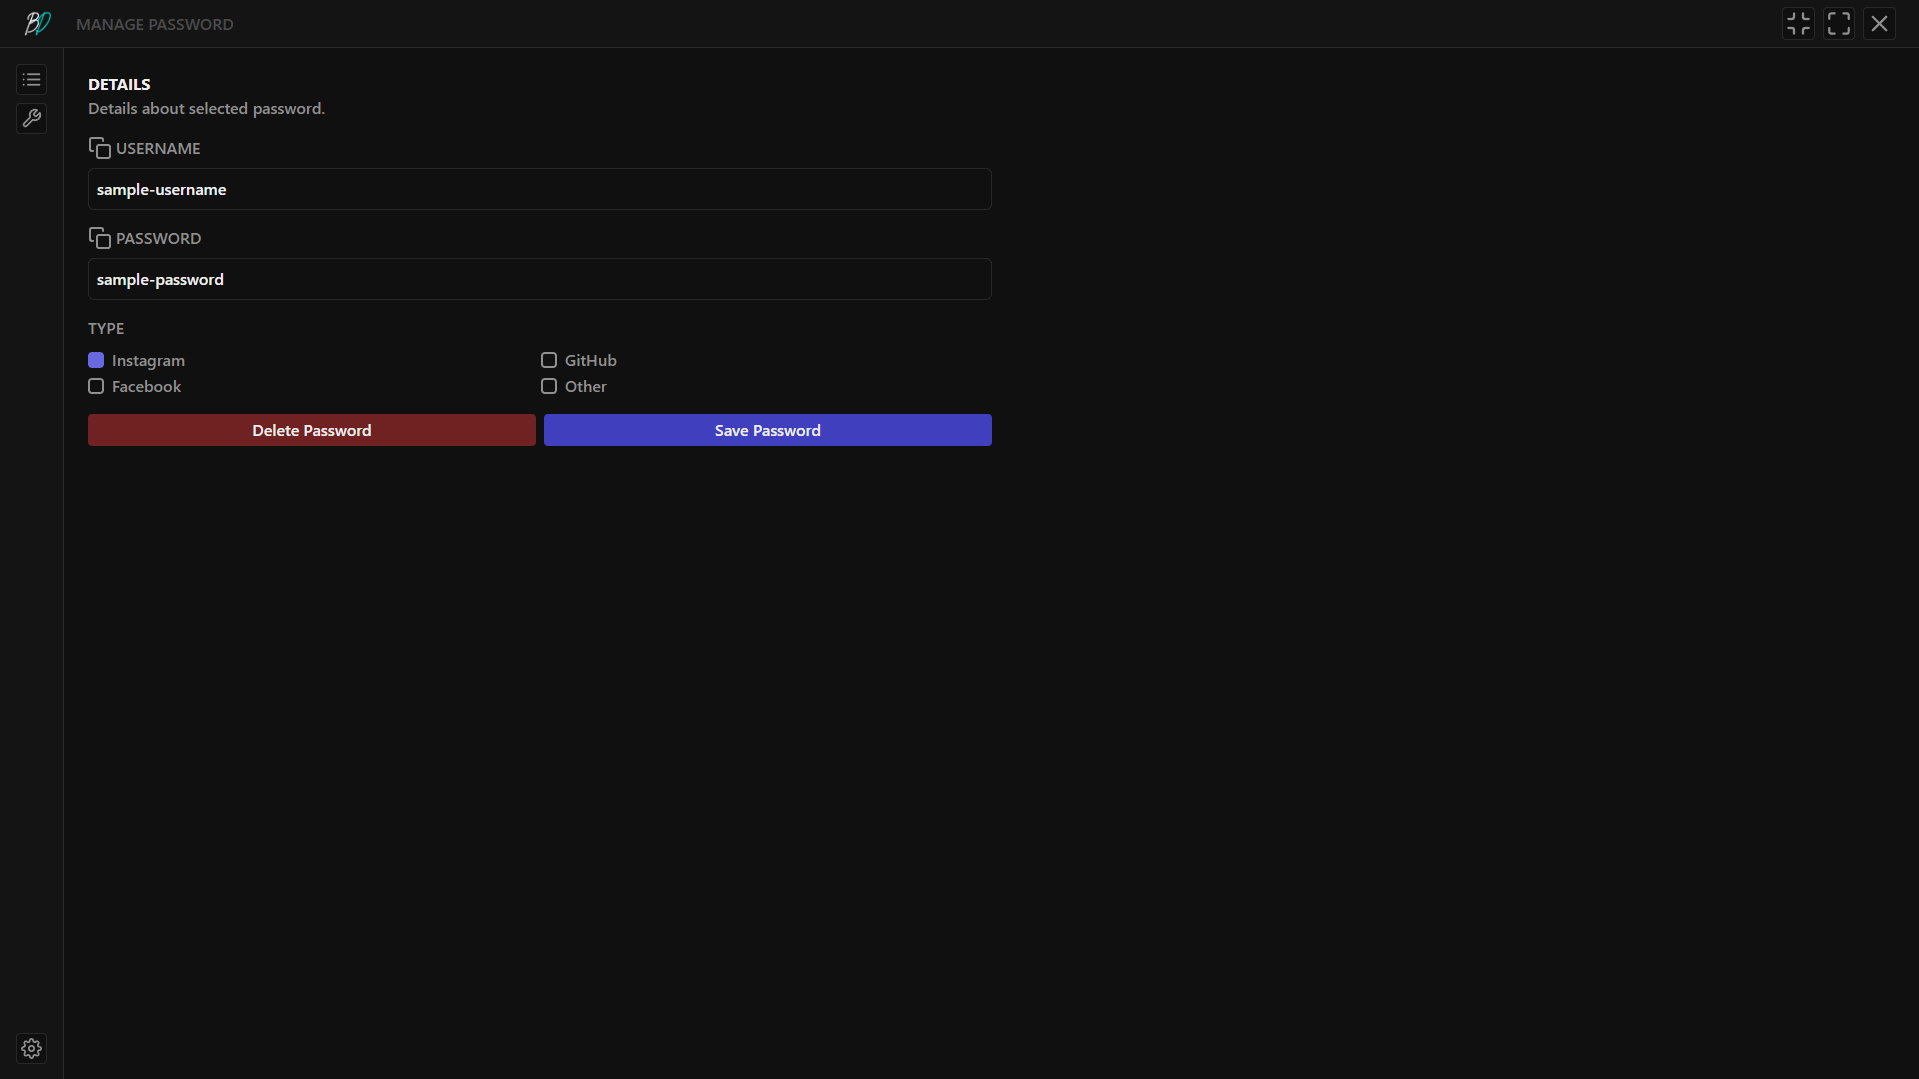 BD MANAGE PASSWORD
DETAILS
Details about selected password.
USERNAME
sample-username
PASSWORD
sample-password
TYPE
Instagram GitHub
Facebook Other
Delete Password Save Password